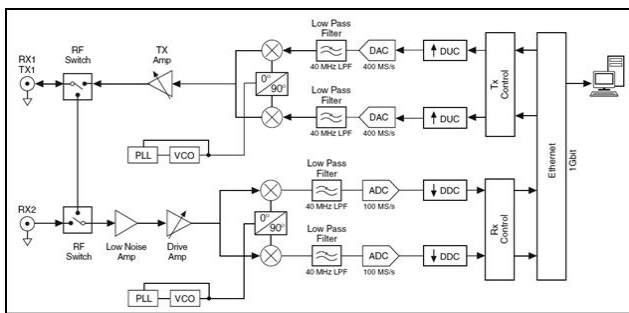 Low Pass
Filter
40 MHz LPF
DAC
400 MS/s
DUC
RX1
TX1
RF
Switch
TX
Amp
0°
90°
Low Pass
Filter
40 MHz LPF
DAC
400 MS/s
DUC
Tx
Control
PLL
VCO
Ethernet
1Gbit
RX2
RF
Switch
Low Noise
Amp
Drive
Amp
0°
90°
Low Pass
Filter
40 MHz LPF
ADC
100 MS/s
DDC
Low Pass
Filter
40 MHz LPF
ADC
100 MS/s
DDC
Rx
Control
PLL
VCO